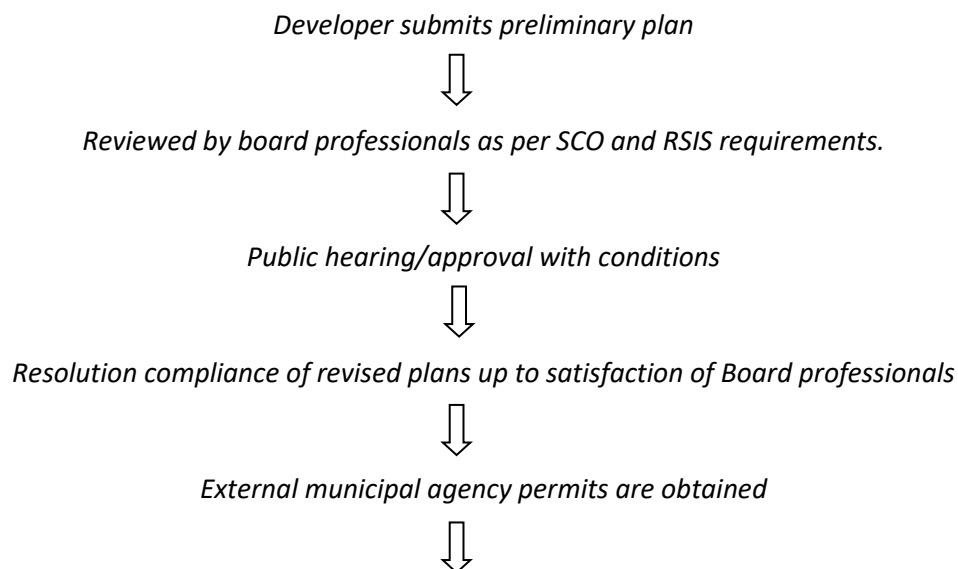 Developer submits preliminary plan
Reviewed by board professionals as per SCO and RSIS requirements.
Public hearing/approval with conditions
Resolution compliance of revised plans up to satisfaction of Board professionals
External municipal agency permits are obtained